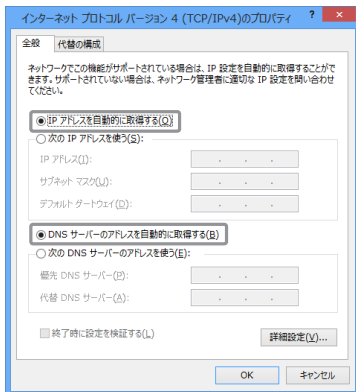 インターネット プロトコル バージョン 4 (TCP/IPv4)のプロパティ ? ×
全般 代替の構成
ネットワークでこの機能がサポートされている場合は、IP 設定を自動的に取得することがで
きます。サポートされていない場合は、ネットワーク管理者に適切な IP 設定を問い合わせ
てください。
IP アドレスを自動的に取得する(O)
次の IP アドレスを使う(S):
IP アドレス(I): . . .
サブネット マスク(U): . . .
デフォルト ゲートウェイ(D): . . .
DNS サーバーのアドレスを自動的に取得する(B)
次の DNS サーバーのアドレスを使う(E):
優先 DNS サーバー(P): . . .
代替 DNS サーバー(A): . . .
終了時に設定を検証する(L)
詳細設定(V)...
OK キャンセル